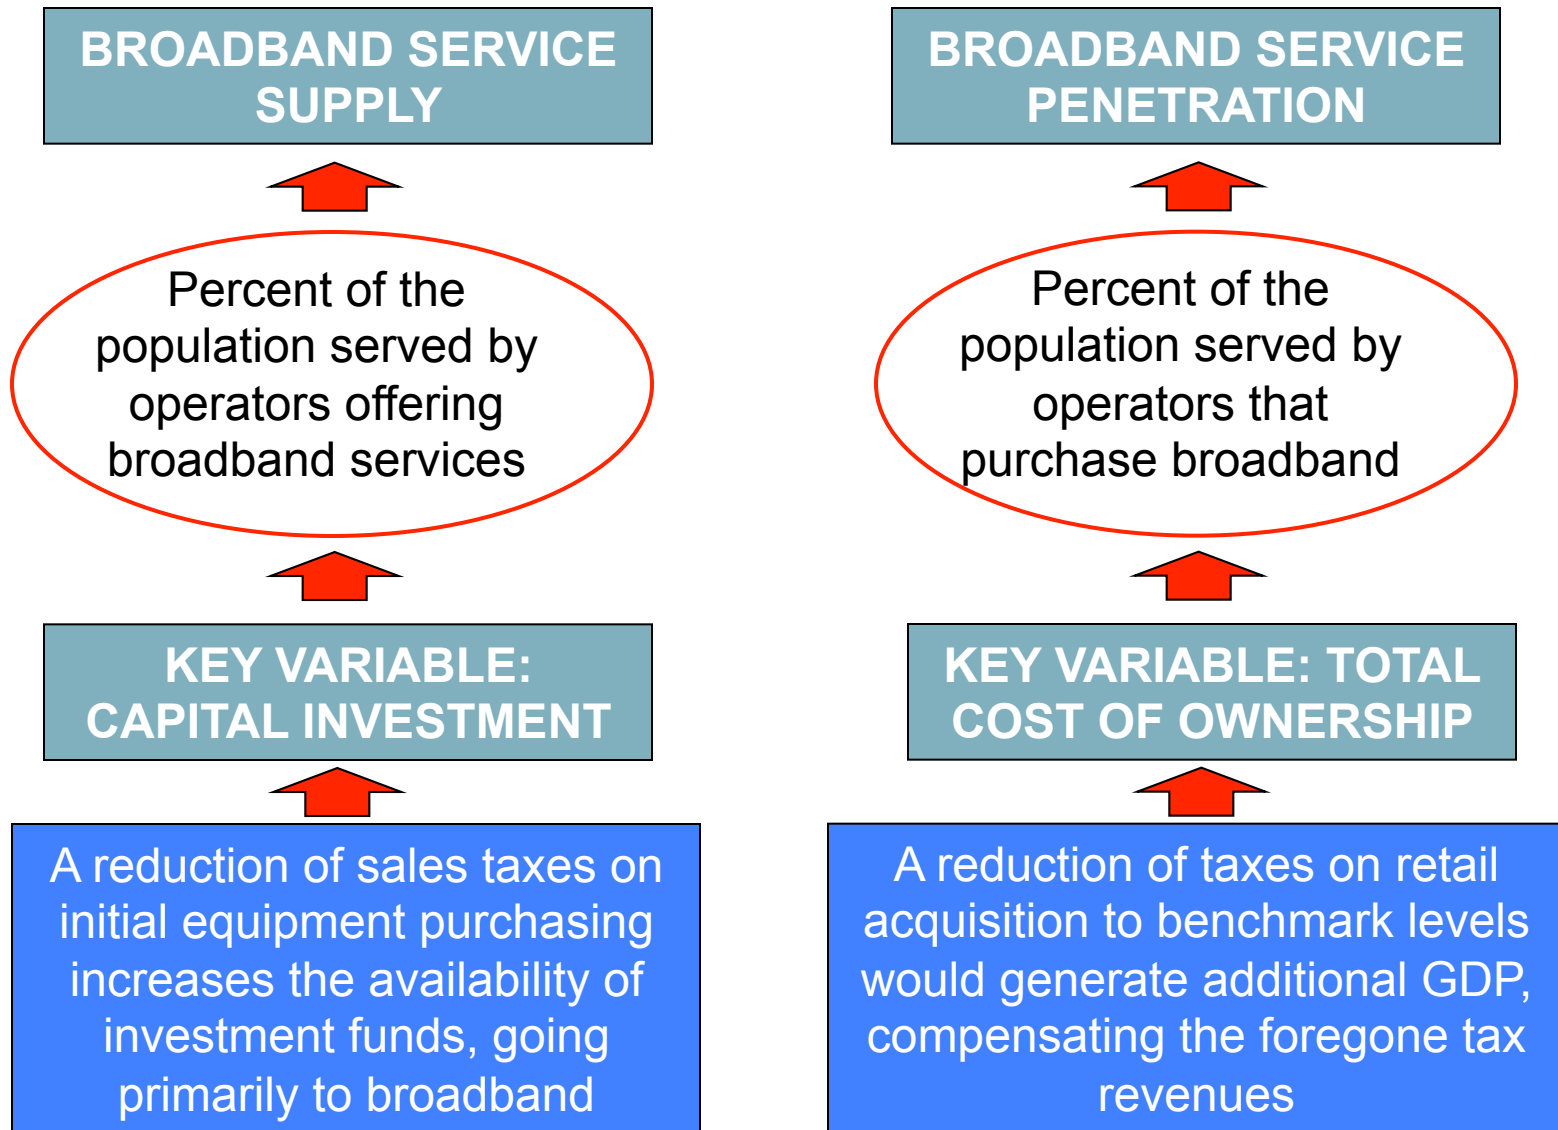 BROADBAND SERVICE
SUPPLY
Percent of the
population served by
operators offering
broadband services
KEY VARIABLE:
CAPITAL INVESTMENT
A reduction of sales taxes on
initial equipment purchasing
increases the availability of
investment funds, going
primarily to broadband
BROADBAND SERVICE
PENETRATION
Percent of the
population served by
operators that
purchase broadband
KEY VARIABLE: TOTAL
COST OF OWNERSHIP
A reduction of taxes on retail
acquisition to benchmark levels
would generate additional GDP,
compensating the foregone tax
revenues